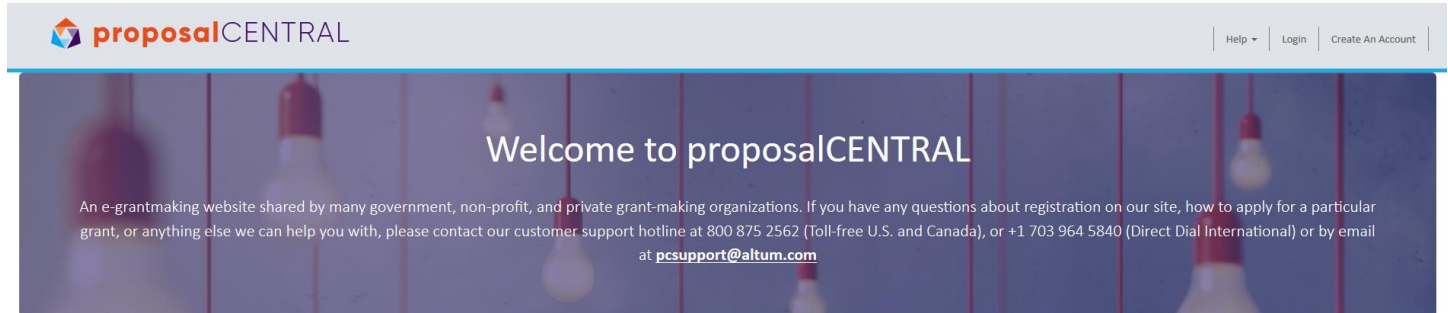 proposalCENTRAL
Help
Login
Create An Account
Welcome to proposalCENTRAL
An e-grantmaking website shared by many government, non-profit, and private grant-making organizations. If you have any questions about registration on our site, how to apply for a particular
grant, or anything else we can help you with, please contact our customer support hotline at 800 875 2562 (Toll-free U.S. and Canada), or +1 703 964 5840 (Direct Dial International) or by email
at pcsupport@altum.com